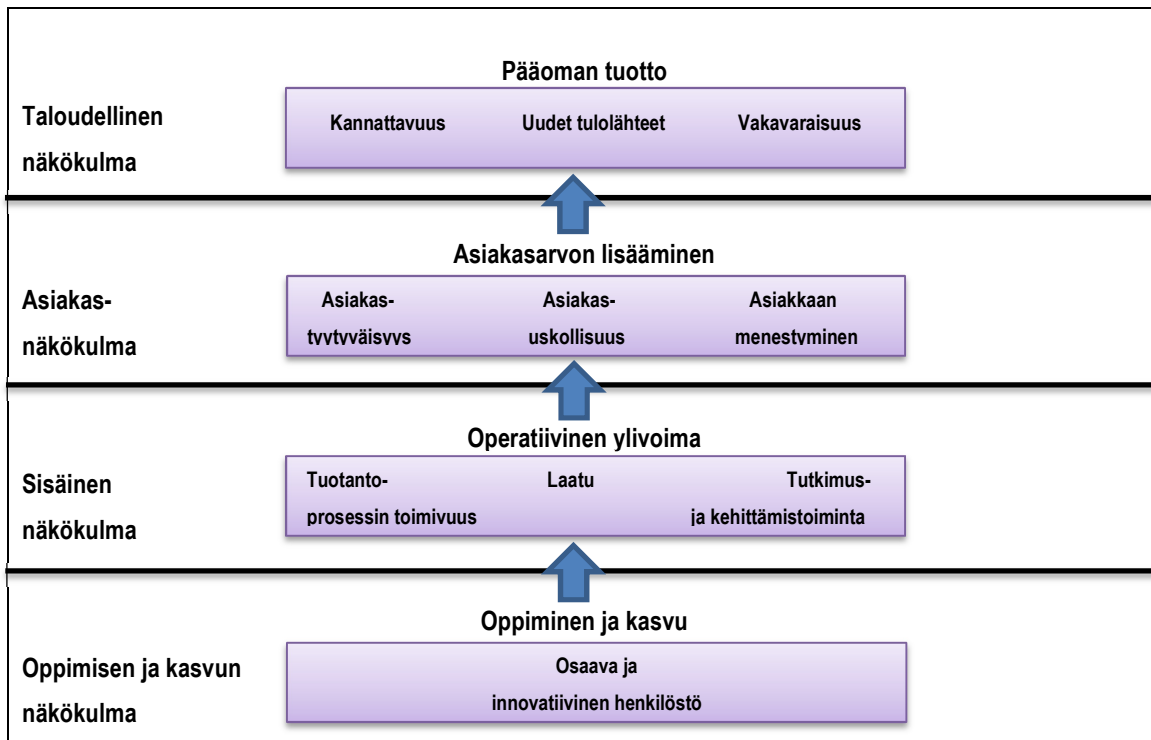 Pääoman tuotto
Taloudellinen
näkökulma
Kannattavuus Uudet tulolähteet Vakavaraisuus
Asiakasarvon lisääminen
Asiakas-
näkökulma
Asiakas- Asiakas- Asiakkaan
tyytyväisyys uskollisuus menestyminen
Operatiivinen ylivoima
Sisäinen
näkökulma
Tuotanto- Laatu Tutkimus-
prosessin toimivuus ja kehittämistoiminta
Oppiminen ja kasvu
Oppimisen ja kasvun
näkökulma
Osaava ja
innovatiivinen henkilöstö